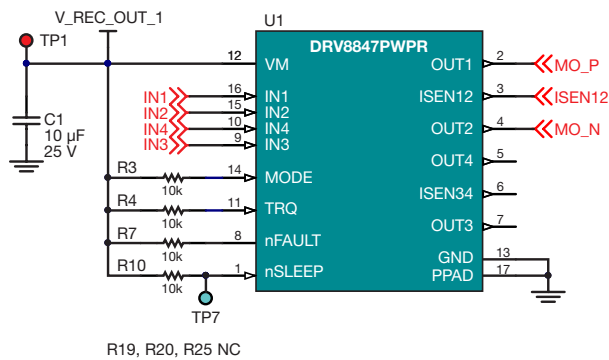 V_REC_OUT_1
U1
TP1
DRV8847PWPR
12 VM
OUT1 2 MO_P
C1
10 µF
25 V
IN1 16 IN1
ISEN12 3 ISEN12
IN2 15 IN2
OUT2 4 MO_N
IN4 10 IN4
IN3 9 IN3
OUT4 5
R3 10k 14 MODE
ISEN34 6
R4 10k 11 TRQ
OUT3 7
R7 10k 8 nFAULT
GND 13
R10 10k 1 nSLEEP
PPAD 17
TP7
R19, R20, R25 NC